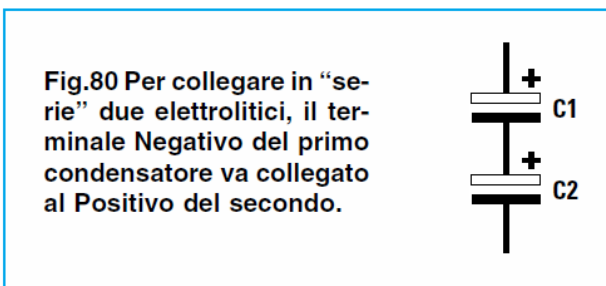 Fig.80 Per collegare in “se-
rie” due elettrolitici, il ter-
minale Negativo del primo
condensatore va collegato
al Positivo del secondo.
+
C1
+
C2